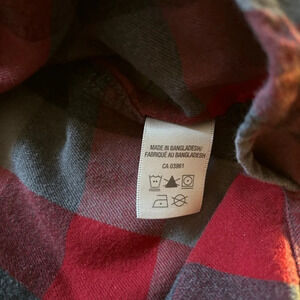 MADE IN BANGLADESH/
FABRIQUÉ AU BANGLADESH
CA 03861